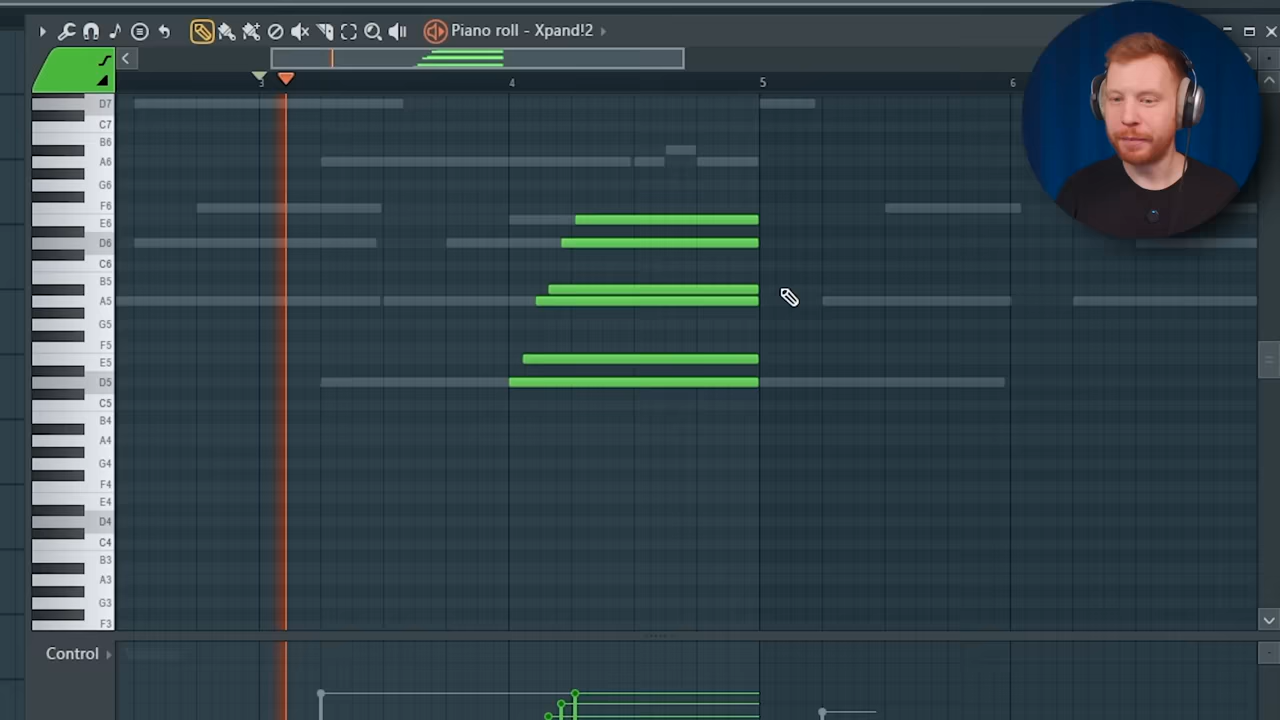 Piano roll - Xpand!2
3 4 5 6
D7
C7
B6
A6
G6
F6
E6
D6
C6
B5
A5
G5
F5
E5
D5
C5
B4
A4
G4
F4
E4
D4
C4
B3
A3
G3
F3
Control